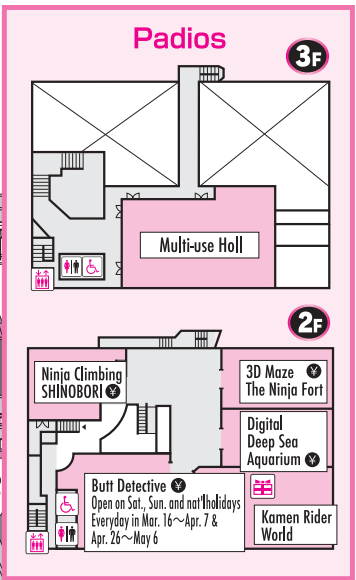 Padios
3F
Multi-use Holl
2F
Ninja Climbing
SHINOBORI ¥
3D Maze ¥
The Ninja Fort
Digital
Deep Sea
Aquarium ¥
Butt Detective ¥
Open on Sat., Sun. and nat'lholidays
Everyday in Mar. 16～Apr. 7 &
Apr. 26～May 6
Kamen Rider
World